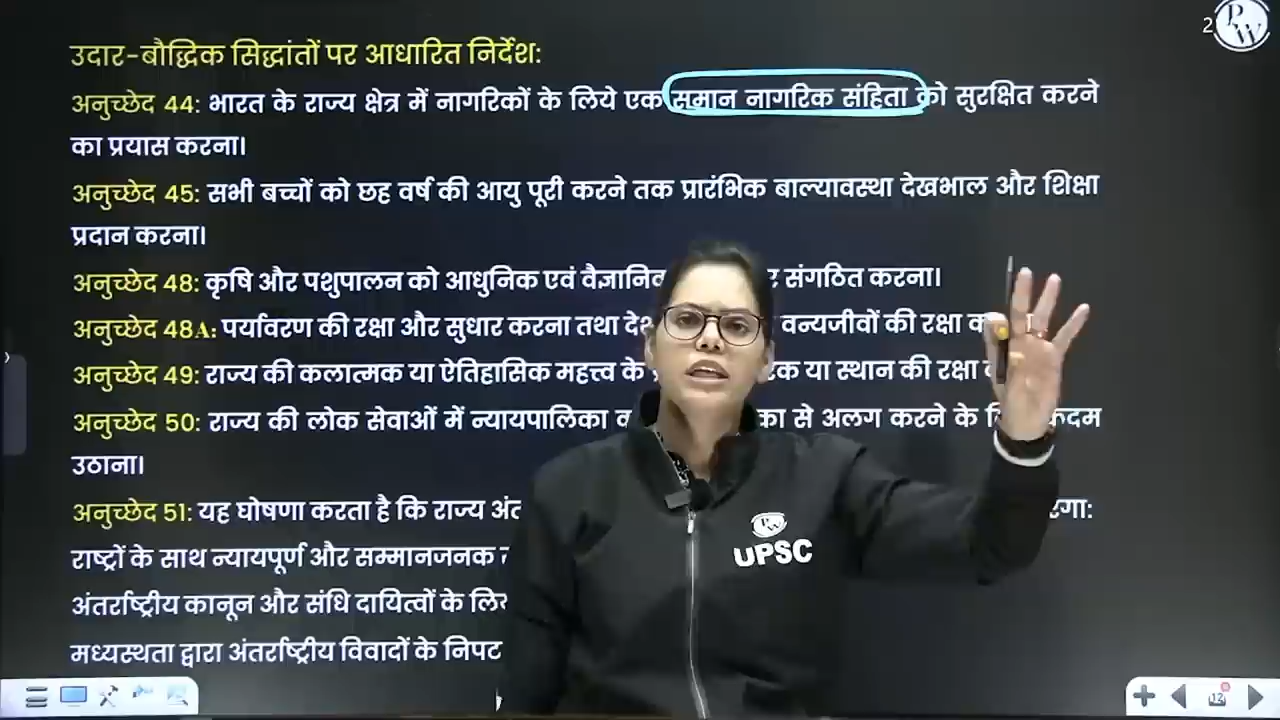 2
PW
उदार-बौद्धिक सिद्धांतों पर आधारित निर्देश:
अनुच्छेद 44: भारत के राज्य क्षेत्र में नागरिकों के लिये एक समान नागरिक संहिता को सुरक्षित करने
का प्रयास करना।
अनुच्छेद 45: सभी बच्चों को छह वर्ष की आयु पूरी करने तक प्रारंभिक बाल्यावस्था देखभाल और शिक्षा
प्रदान करना।
अनुच्छेद 48: कृषि और पशुपालन को आधुनिक एवं संगठित करना।
अनुच्छेद 48A: पर्यावरण की रक्षा और सुधार करना तथा वन्यजीवों की रक्षा
अनुच्छेद 49: राज्य की कलात्मक या ऐतिहासिक महत्त्व के या स्थान की रक्षा
अनुच्छेद 50: राज्य की लोक सेवाओं में न्यायपालिका से अलग करने के कदम
उठाना।
अनुच्छेद 51: यह घोषणा करता है कि राज्य
राष्ट्रों के साथ न्यायपूर्ण और सम्मानजनक
अंतर्राष्ट्रीय कानून और संधि दायित्वों के
मध्यस्थता द्वारा अंतर्राष्ट्रीय विवादों के
PW
UPSC
12